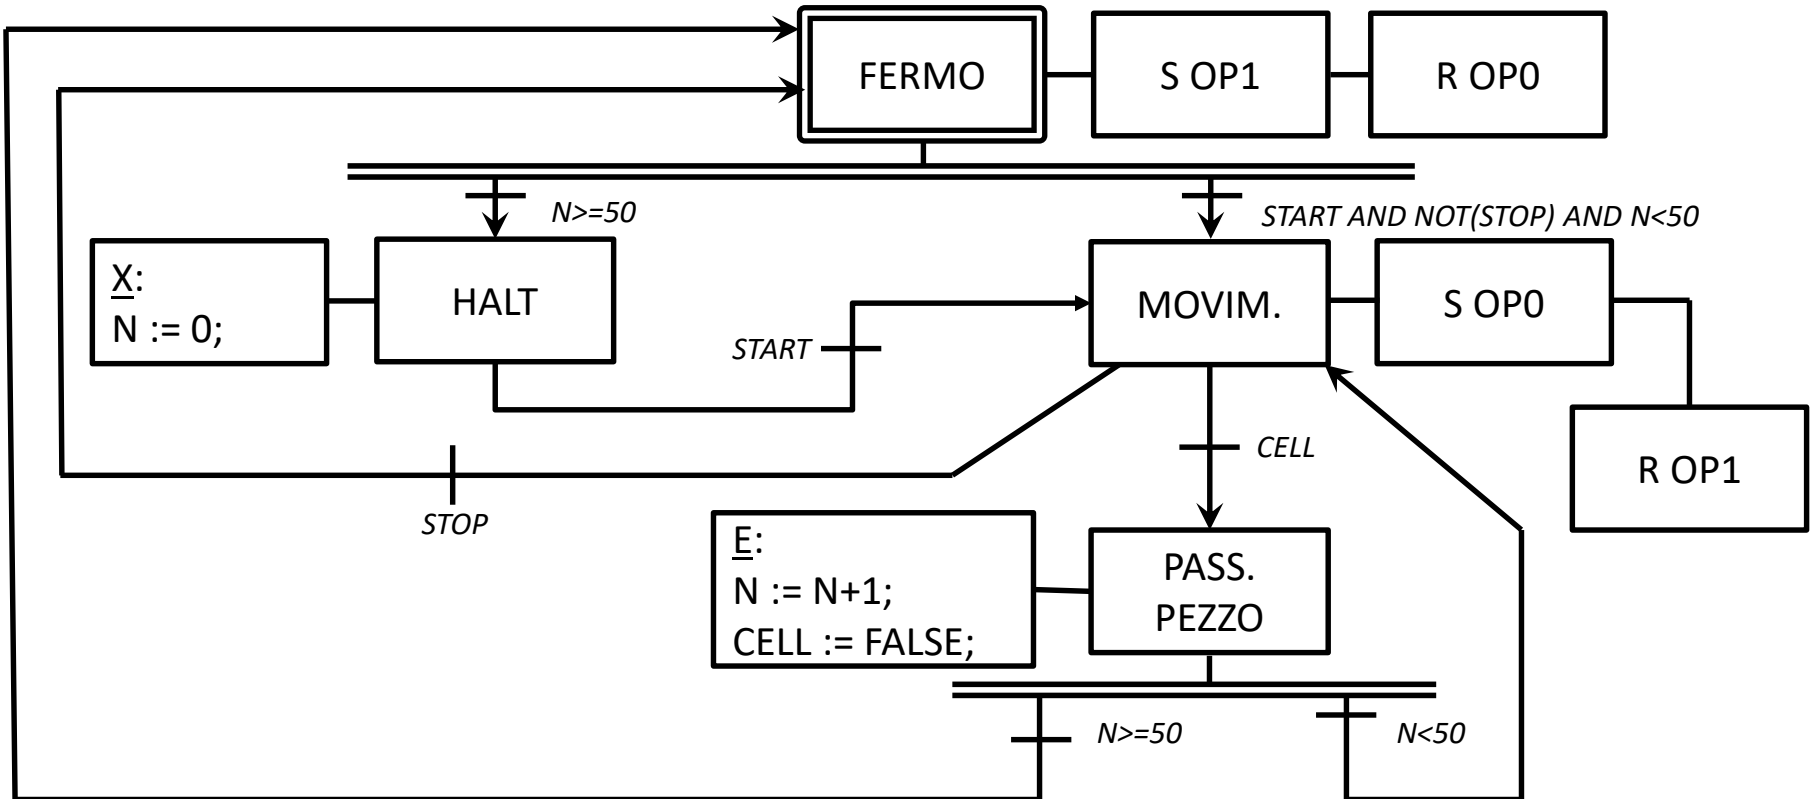 FERMO
S OP1
R OP0
N>=50
START AND NOT(STOP) AND N<50
X:
N := 0;
HALT
START
MOVIM.
S OP0
CELL
R OP1
STOP
E:
N := N+1;
CELL := FALSE;
PASS.
PEZZO
N>=50
N<50